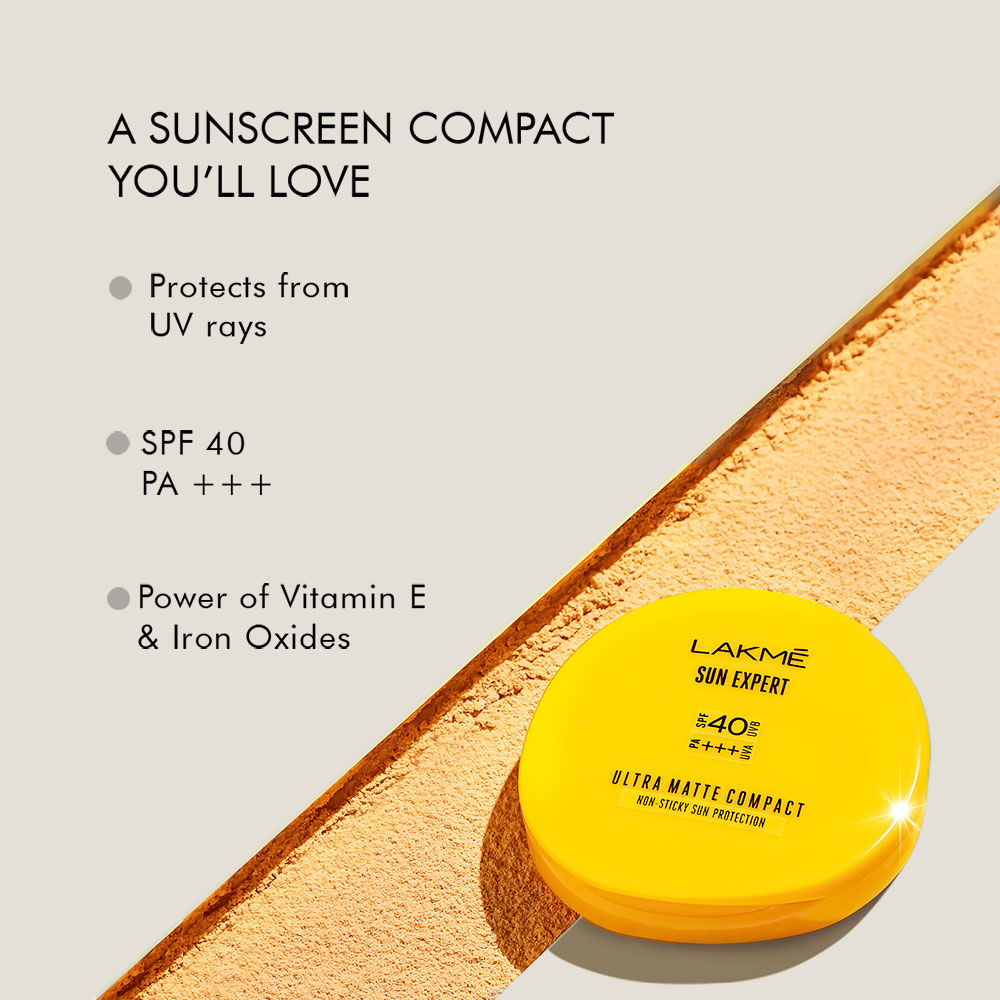 A SUNSCREEN COMPACT
YOU'LL LOVE
Protects from
UV rays
SPF 40
PA +++
Power of Vitamin E
& Iron Oxides
LAKMĒ
SUN EXPERT
SPF 40 UVB
PA +++ UVA
ULTRA MATTE COMPACT
NON-STICKY SUN PROTECTION